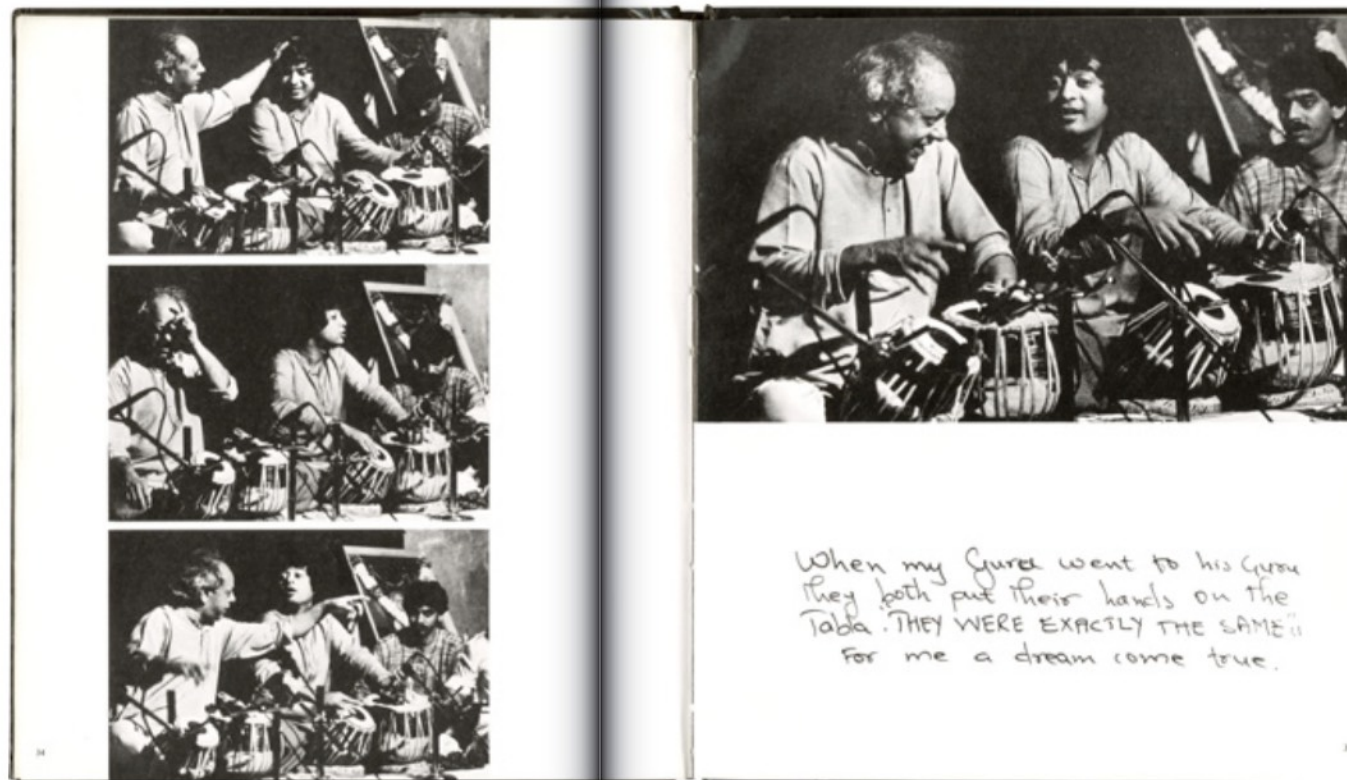 When my Guru went to his Guru
They both put Their hands on the
Tabla. "THEY WERE EXACTLY THE SAME"
For me a dream come true.
34